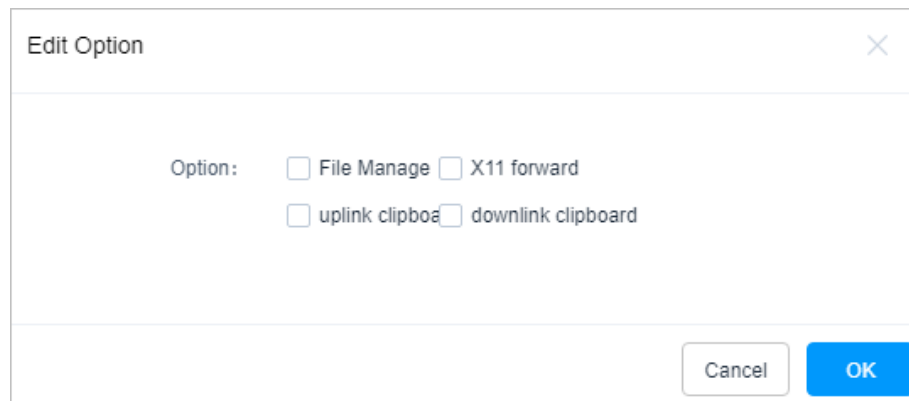 Edit Option
Option: File Manage X11 forward
uplink clipboa downlink clipboard
Cancel OK